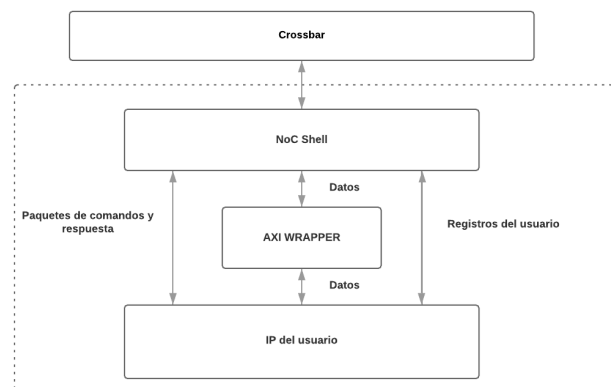 Crossbar
NoC Shell
Datos
Paquetes de comandos y
respuesta
Registros del usuario
AXI WRAPPER
Datos
IP del usuario